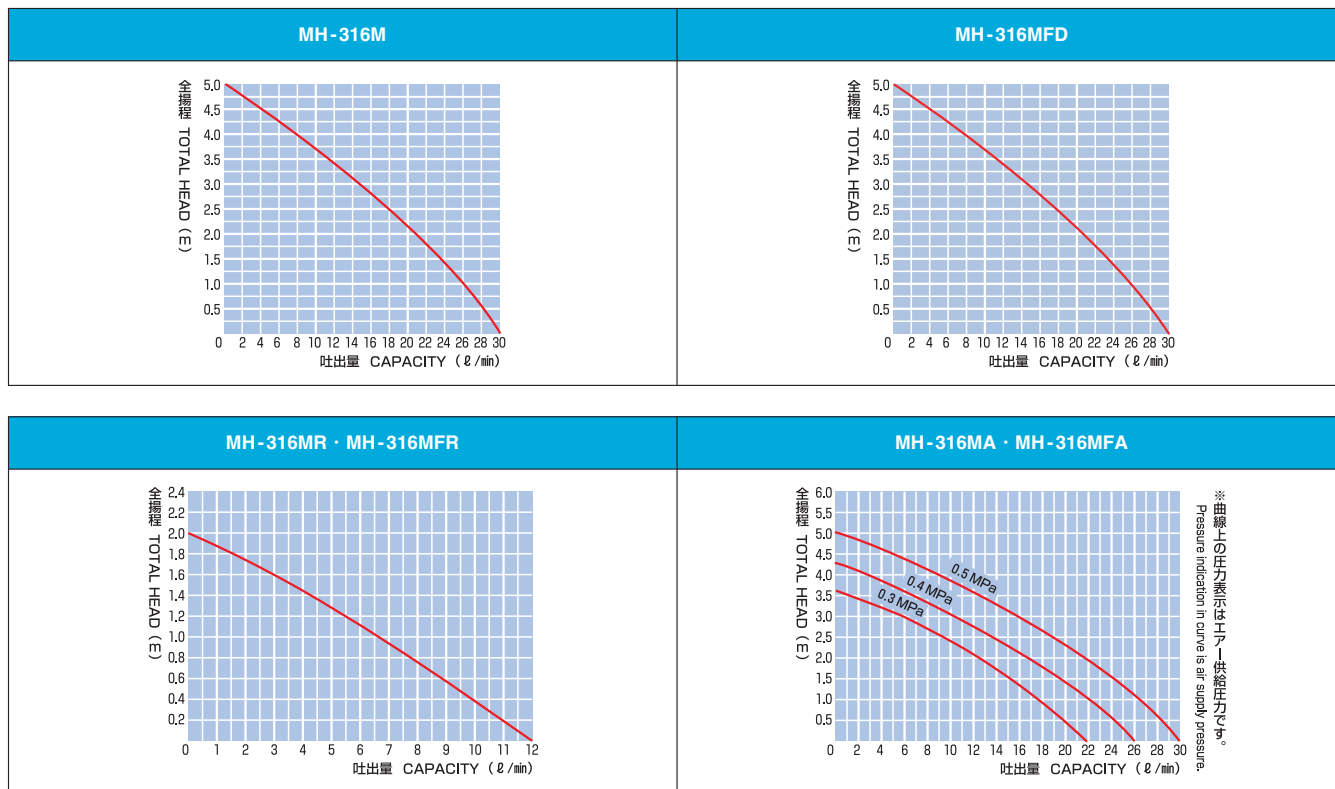 MH-316M
全揚程 TOTAL HEAD (E)
5.0
4.5
4.0
3.5
3.0
2.5
2.0
1.5
1.0
0.5
0 2 4 6 8 10 12 14 16 18 20 22 24 26 28 30
吐出量 CAPACITY (ℓ/min)
MH-316MFD
全揚程 TOTAL HEAD (E)
5.0
4.5
4.0
3.5
3.0
2.5
2.0
1.5
1.0
0.5
0 2 4 6 8 10 12 14 16 18 20 22 24 26 28 30
吐出量 CAPACITY (ℓ/min)
MH-316MR・MH-316MFR
全揚程 TOTAL HEAD (E)
2.4
2.2
2.0
1.8
1.6
1.4
1.2
1.0
0.8
0.6
0.4
0.2
0 1 2 3 4 5 6 7 8 9 10 11 12
吐出量 CAPACITY (ℓ/min)
MH-316MA・MH-316MFA
全揚程 TOTAL HEAD (E)
6.0
5.5
5.0
4.5
4.0
3.5
3.0
2.5
2.0
1.5
1.0
0.5
0.5 MPa
0.4 MPa
0.3 MPa
0 2 4 6 8 10 12 14 16 18 20 22 24 26 28 30
吐出量 CAPACITY (ℓ/min)
※曲線上の圧力表示はエアー供給圧力です。
Pressure indication in curve is air supply pressure.